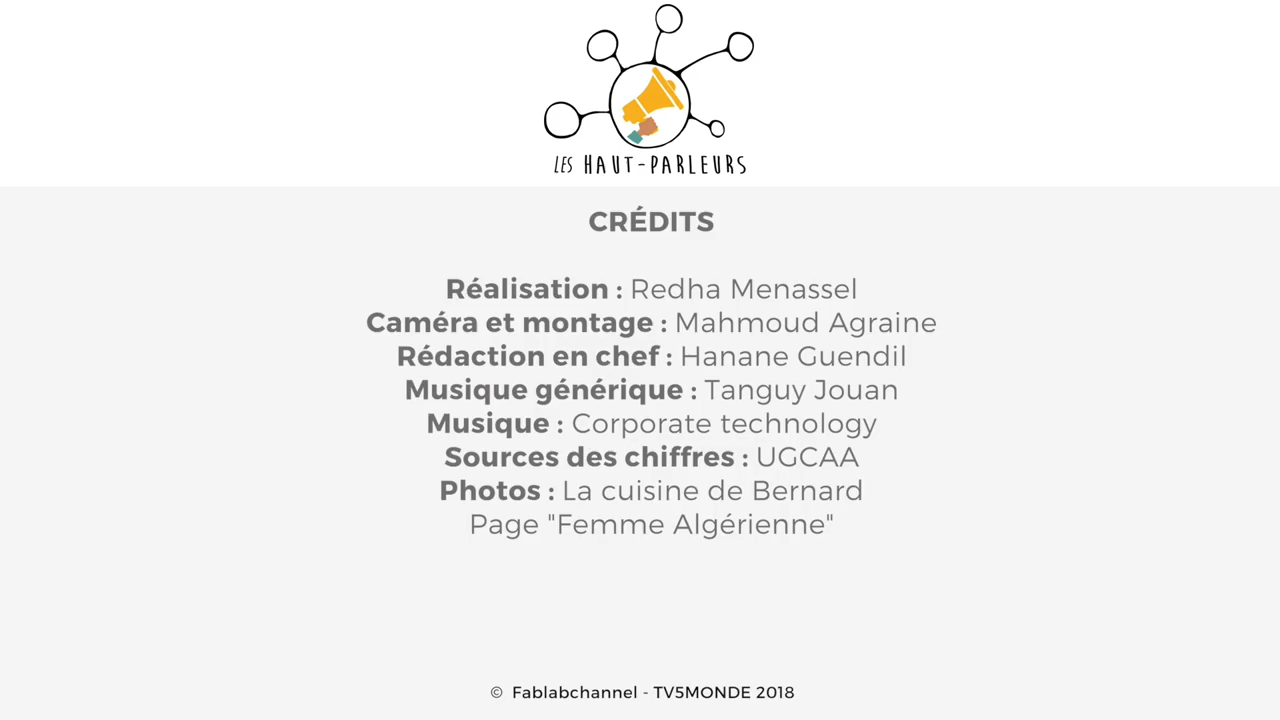 LES HAUT-PARLEURS
CRÉDITS
Réalisation : Redha Menassel
Caméra et montage : Mahmoud Agraine
Rédaction en chef : Hanane Guendil
Musique générique : Tanguy Jouan
Musique : Corporate technology
Sources des chiffres : UGCAA
Photos : La cuisine de Bernard
Page "Femme Algérienne"
© Fablabchannel - TV5MONDE 2018